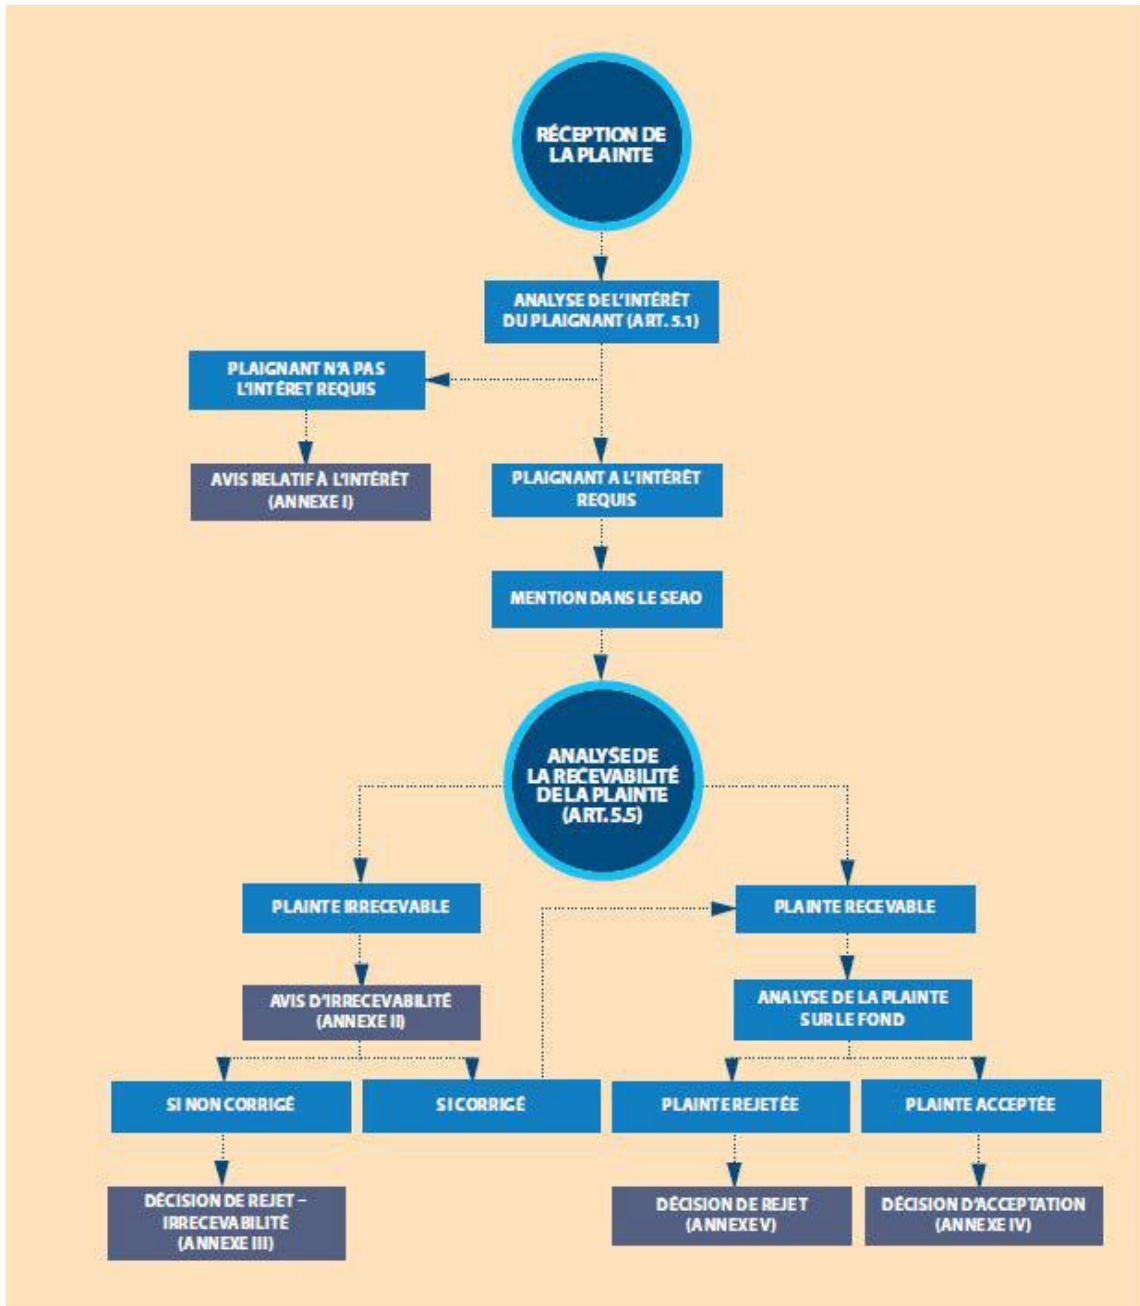 RÉCEPTION DE
LA PLAINTE
ANALYSE DE L'INTÉRÊT
DU PLAIGNANT (ART. 5.1)
PLAIGNANT N'A PAS
L'INTÉRET REQUIS
AVIS RELATIF À L'INTÉRÊT
(ANNEXE I)
PLAIGNANT A L'INTÉRÊT
REQUIS
MENTION DANS LE SEAO
ANALYSE DE
LA RECEVABILITÉ
DE LA PLAINTE
(ART. 5.5)
PLAINTE IRRECEVABLE
PLAINTE RECEVABLE
AVIS D'IRRECEVABILITÉ
(ANNEXE II)
ANALYSE DE LA PLAINTE
SUR LE FOND
SI NON CORRIGÉ
SI CORRIGÉ
PLAINTE REJETÉE
PLAINTE ACCEPTÉE
DÉCISION DE REJET –
IRRECEVABILITÉ
(ANNEXE III)
DÉCISION DE REJET
(ANNEXE V)
DÉCISION D'ACCEPTATION
(ANNEXE IV)